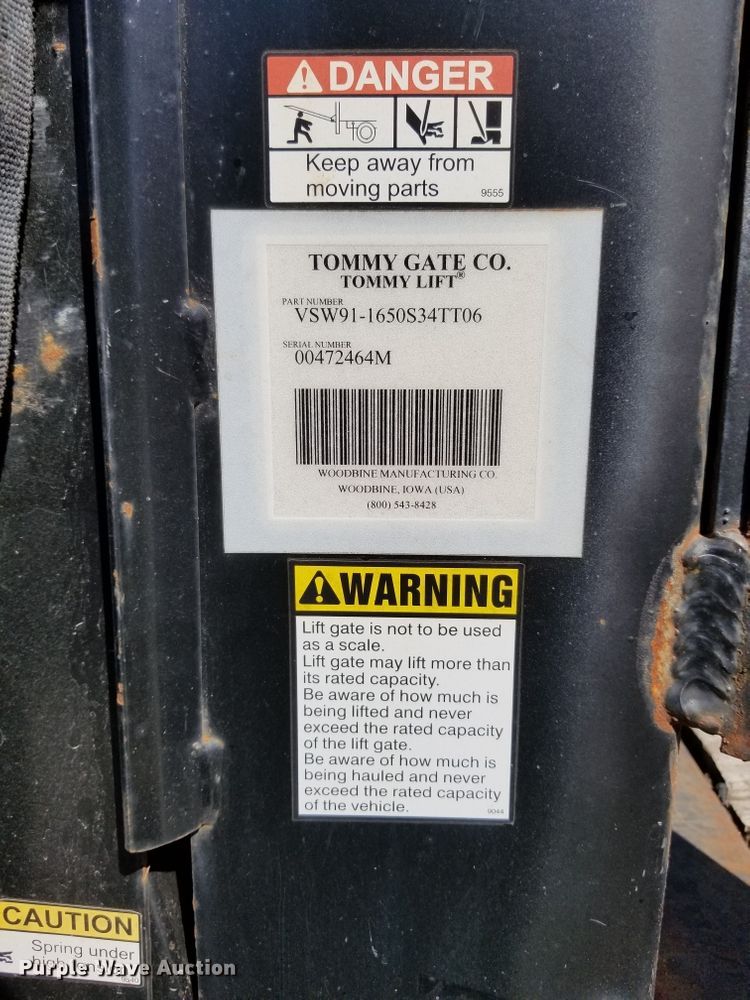 DANGER
Keep away from
moving parts
9555
TOMMY GATE CO.
TOMMY LIFT®
PART NUMBER
VSW91-1650S34TT06
SERIAL NUMBER
00472464M
WOODBINE MANUFACTURING CO.
WOODBINE, IOWA (USA)
(800) 543-8428
WARNING
Lift gate is not to be used
as a scale.
Lift gate may lift more than
its rated capacity.
Be aware of how much is
being lifted and never
exceed the rated capacity
of the lift gate.
Be aware of how much is
being hauled and never
exceed the rated capacity
of the vehicle.
9044
CAUTION
Spring under
high
Purple Wave Auction